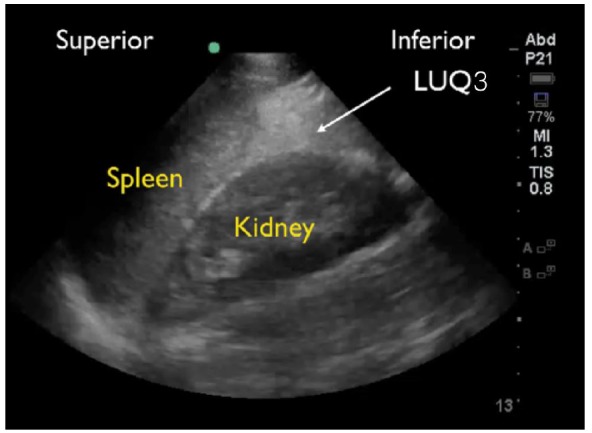 Superior
Inferior
LUQ3
Spleen
Kidney
Abd
P21
77%
MI
1.3
TIS
0.8
A
B
13